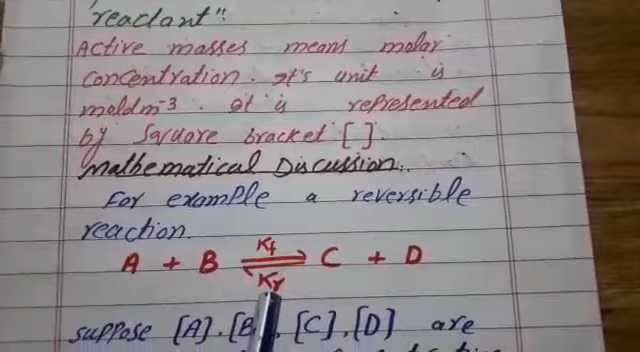 reactant":
Active masses means molar
concentration. It's unit is
moldm-3. It is represented
by Square bracket [ ].
Mathematical Discussion..
For example a reversible
reaction.
A + B ⇌ C + D
Kf
Kr
suppose [A].[B], [C],[D] are